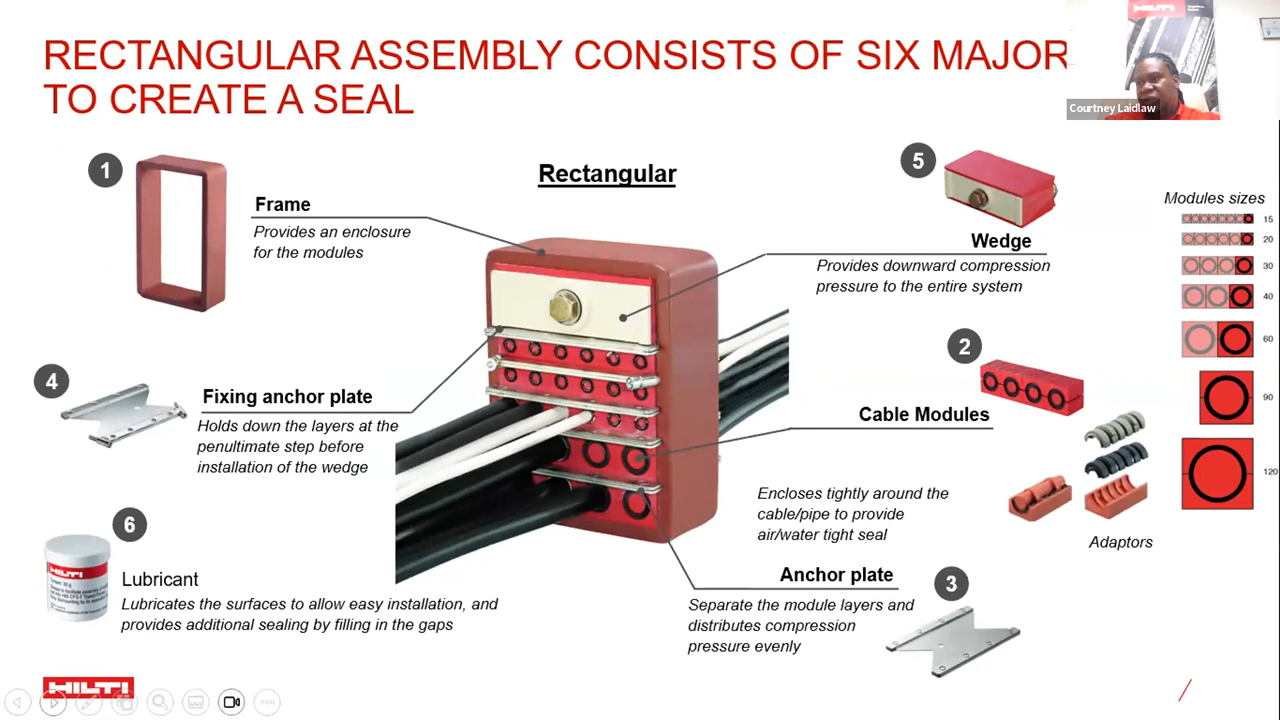 RECTANGULAR ASSEMBLY CONSISTS OF SIX MAJOR
TO CREATE A SEAL
HILTI
Courtney Laidlaw
1
Frame
Provides an enclosure
for the modules
Rectangular
5
Wedge
Provides downward compression
pressure to the entire system
Modules sizes
15
20
30
40
60
90
120
4
Fixing anchor plate
Holds down the layers at the
penultimate step before
installation of the wedge
2
Cable Modules
Encloses tightly around the
cable/pipe to provide
air/water tight seal
Adaptors
6
HILTI
Lubricant
Lubricates the surfaces to allow easy installation, and
provides additional sealing by filling in the gaps
Anchor plate
3
Separate the module layers and
distributes compression
pressure evenly
HILTI